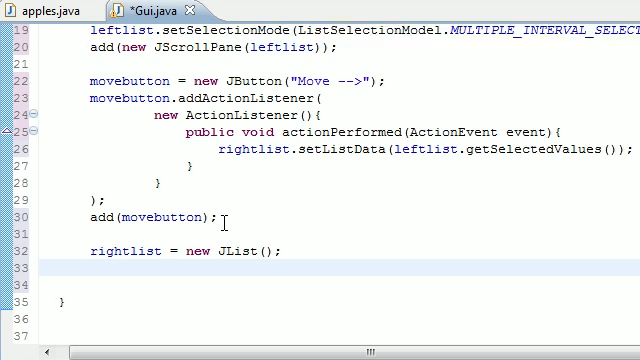 apples.java *Gui.java
19 leftlist.setSelectionMode(ListSelectionModel.MULTIPLE_INTERVAL_SELECT
20 add(new JScrollPane(leftlist));
21
22 movebutton = new JButton("Move -->");
23 movebutton.addActionListener(
24 new ActionListener(){
25 public void actionPerformed(ActionEvent event){
26 rightlist.setListData(leftlist.getSelectedValues());
27 }
28 }
29 );
30 add(movebutton);
31
32 rightlist = new JList();
33
34
35 }
36
37